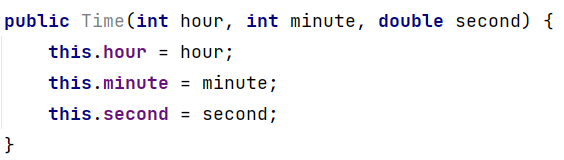 public Time(int hour, int minute, double second) {
    this.hour = hour;
    this.minute = minute;
    this.second = second;
}